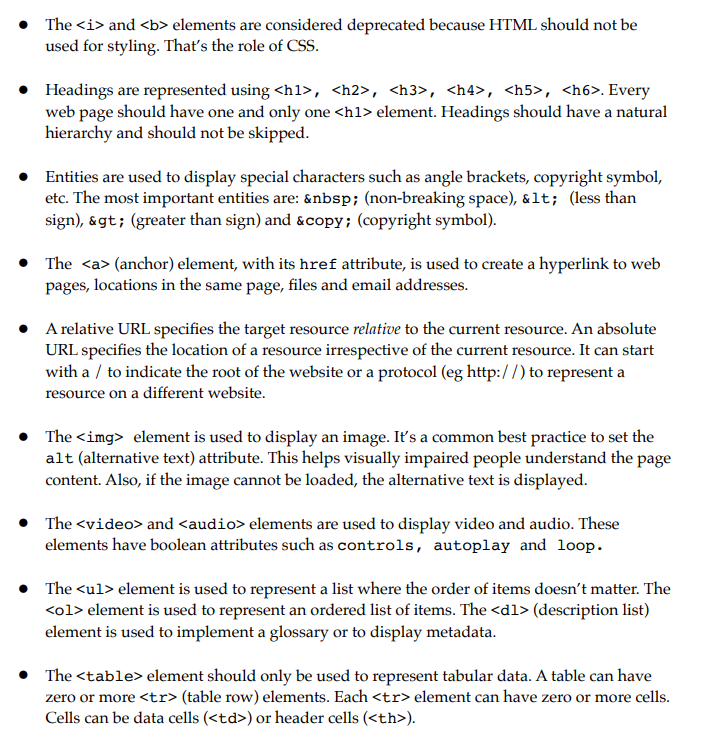 ● The <i> and <b> elements are considered deprecated because HTML should not be
used for styling. That’s the role of CSS.
● Headings are represented using <h1>, <h2>, <h3>, <h4>, <h5>, <h6>. Every
web page should have one and only one <h1> element. Headings should have a natural
hierarchy and should not be skipped.
● Entities are used to display special characters such as angle brackets, copyright symbol,
etc. The most important entities are: &nbsp; (non-breaking space), &lt; (less than
sign), &gt; (greater than sign) and &copy; (copyright symbol).
● The <a> (anchor) element, with its href attribute, is used to create a hyperlink to web
pages, locations in the same page, files and email addresses.
● A relative URL specifies the target resource relative to the current resource. An absolute
URL specifies the location of a resource irrespective of the current resource. It can start
with a / to indicate the root of the website or a protocol (eg http://) to represent a
resource on a different website.
● The <img> element is used to display an image. It’s a common best practice to set the
alt (alternative text) attribute. This helps visually impaired people understand the page
content. Also, if the image cannot be loaded, the alternative text is displayed.
● The <video> and <audio> elements are used to display video and audio. These
elements have boolean attributes such as controls, autoplay and loop.
● The <ul> element is used to represent a list where the order of items doesn’t matter. The
<ol> element is used to represent an ordered list of items. The <dl> (description list)
element is used to implement a glossary or to display metadata.
● The <table> element should only be used to represent tabular data. A table can have
zero or more <tr> (table row) elements. Each <tr> element can have zero or more cells.
Cells can be data cells (<td>) or header cells (<th>).